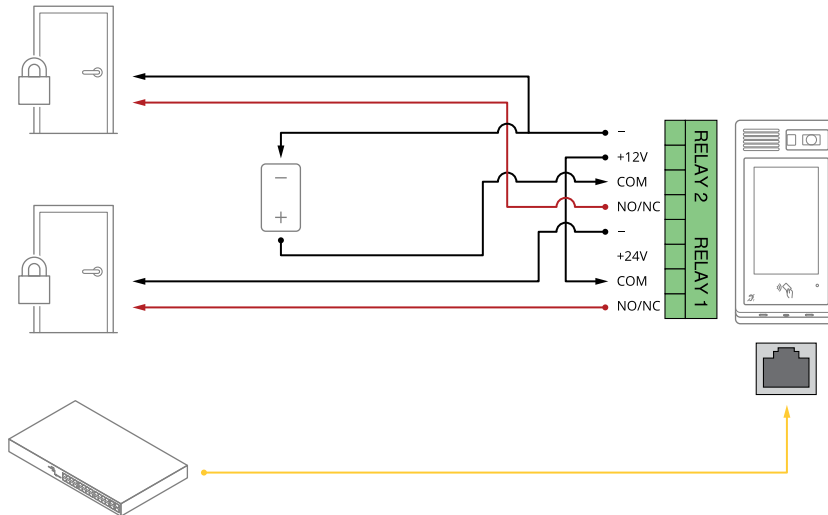 –
+12V
COM
NO/NC
–
+24V
COM
NO/NC
RELAY 2
RELAY 1
–
+